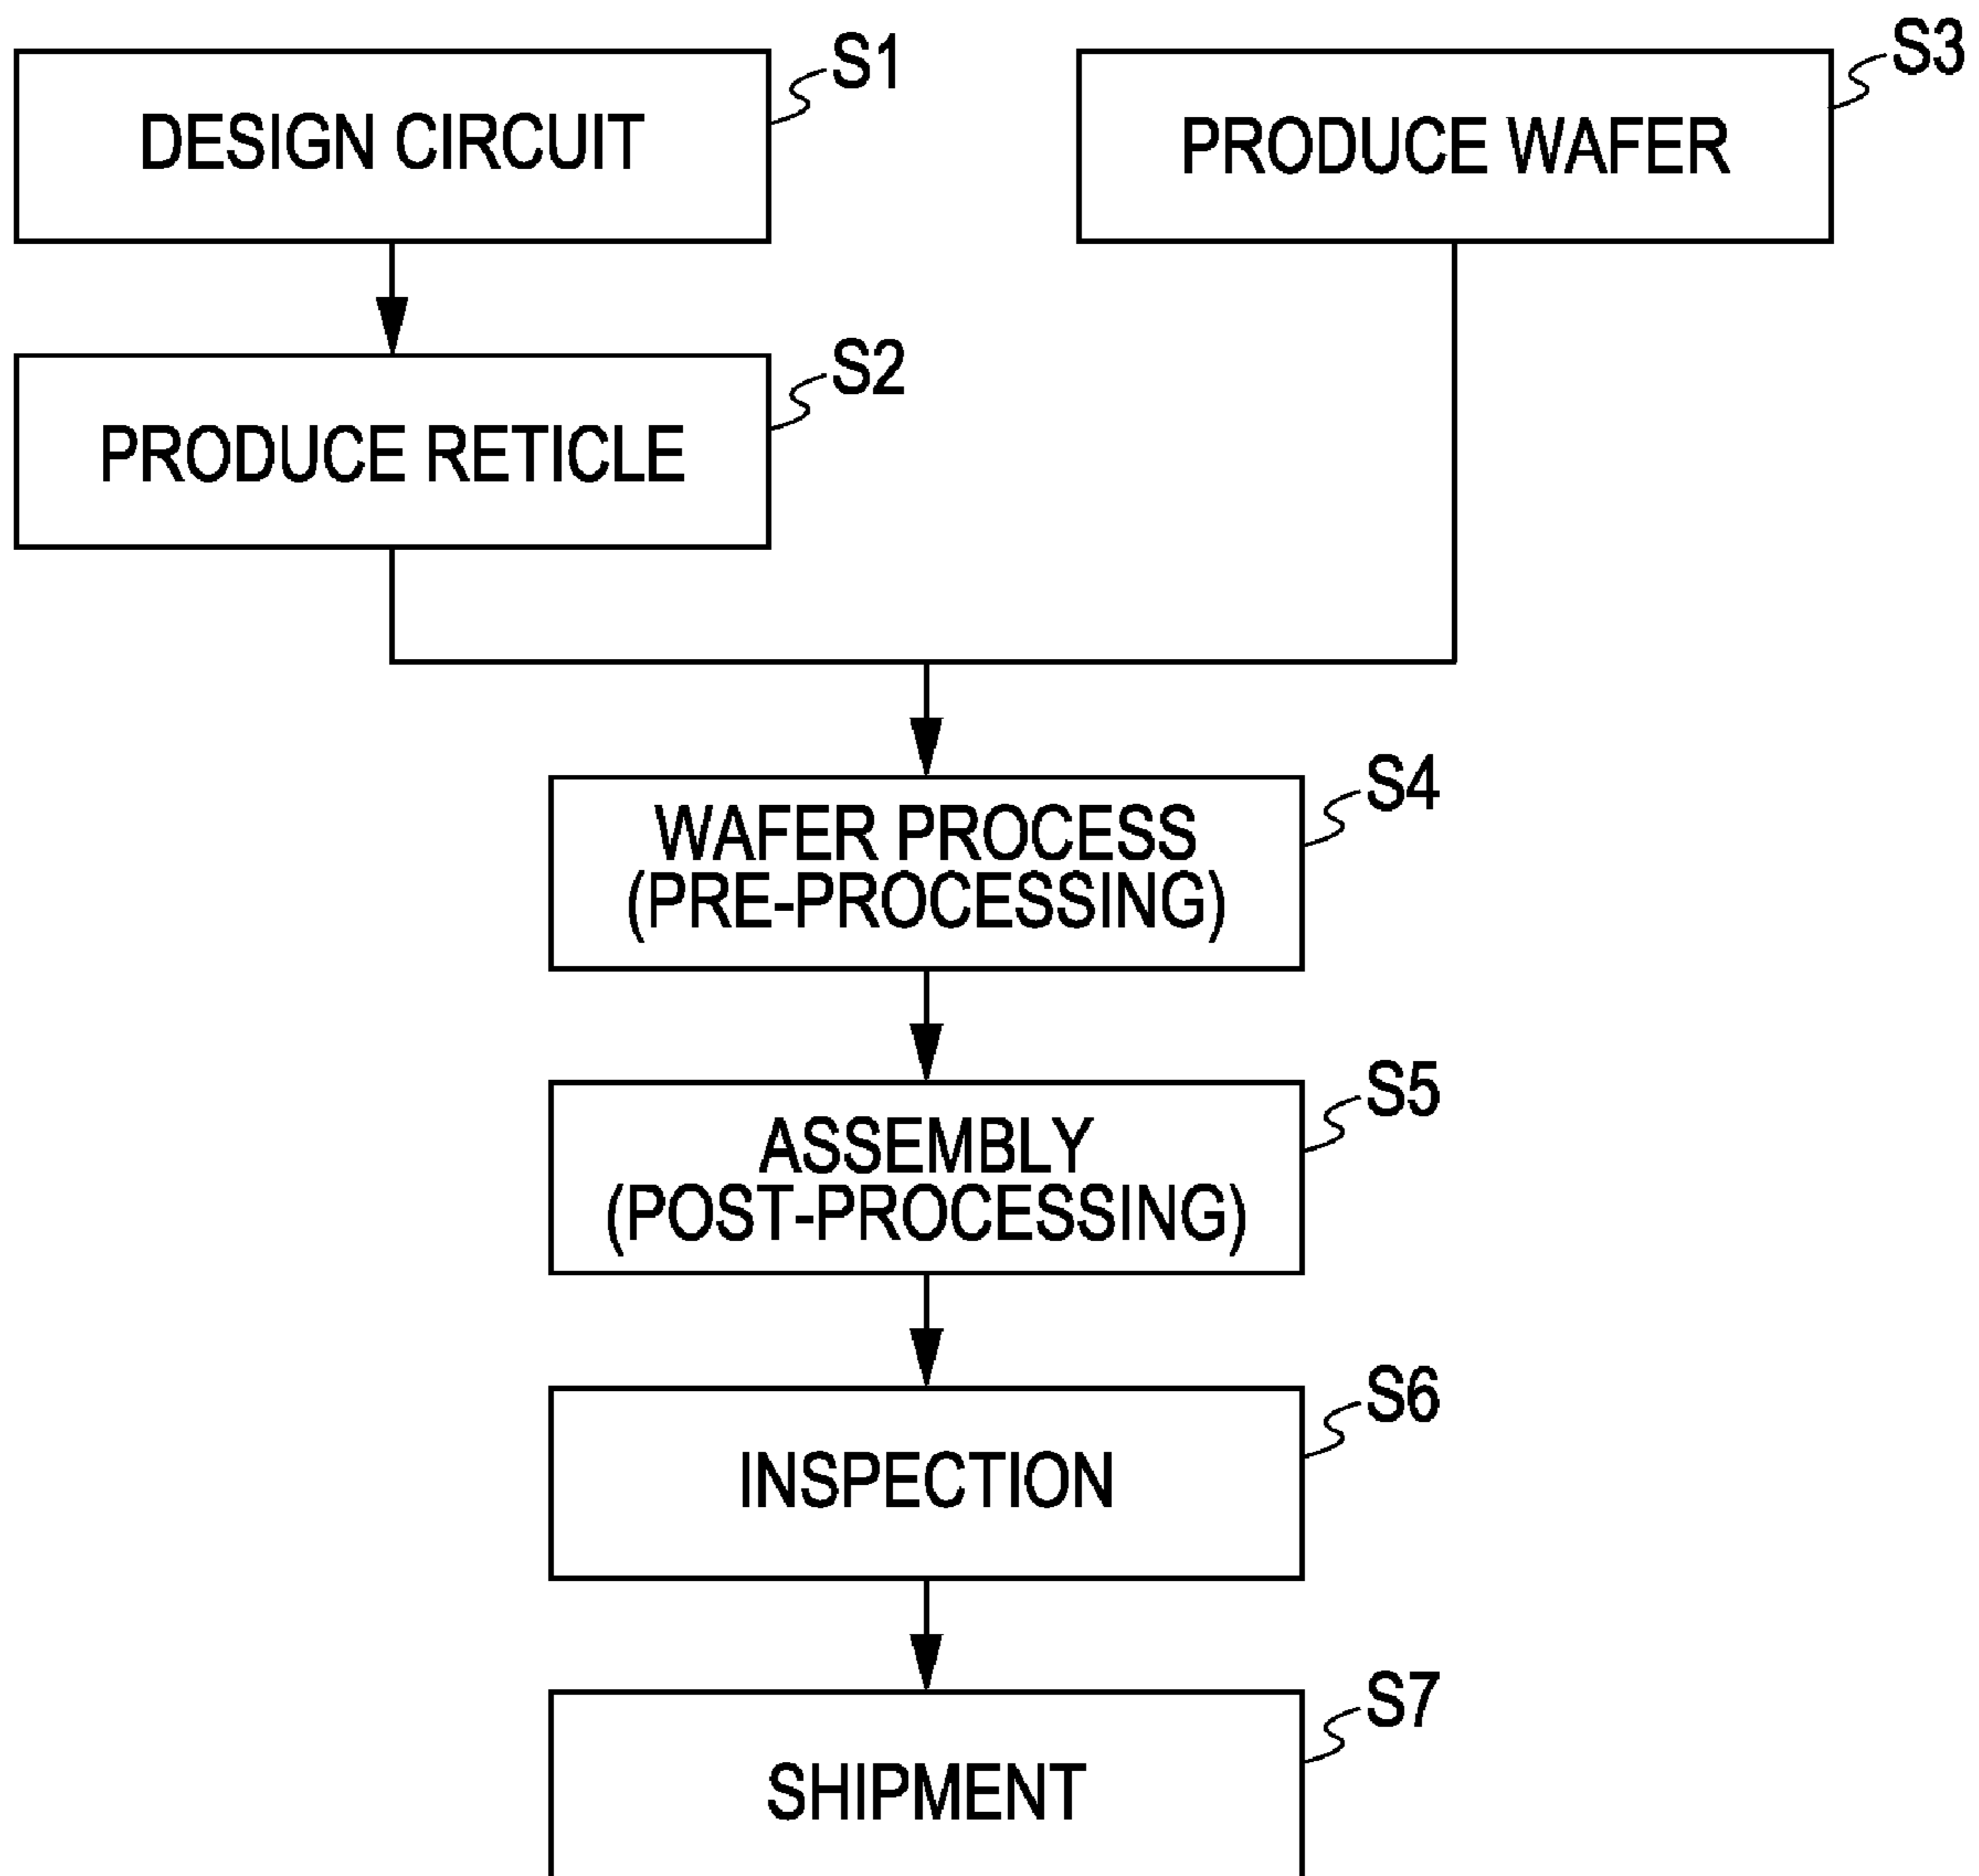 DESIGN CIRCUIT
S1
PRODUCE WAFER
S3
PRODUCE RETICLE
S2
WAFER PROCESS
(PRE-PROCESSING)
S4
ASSEMBLY
(POST-PROCESSING)
S5
INSPECTION
S6
SHIPMENT
S7